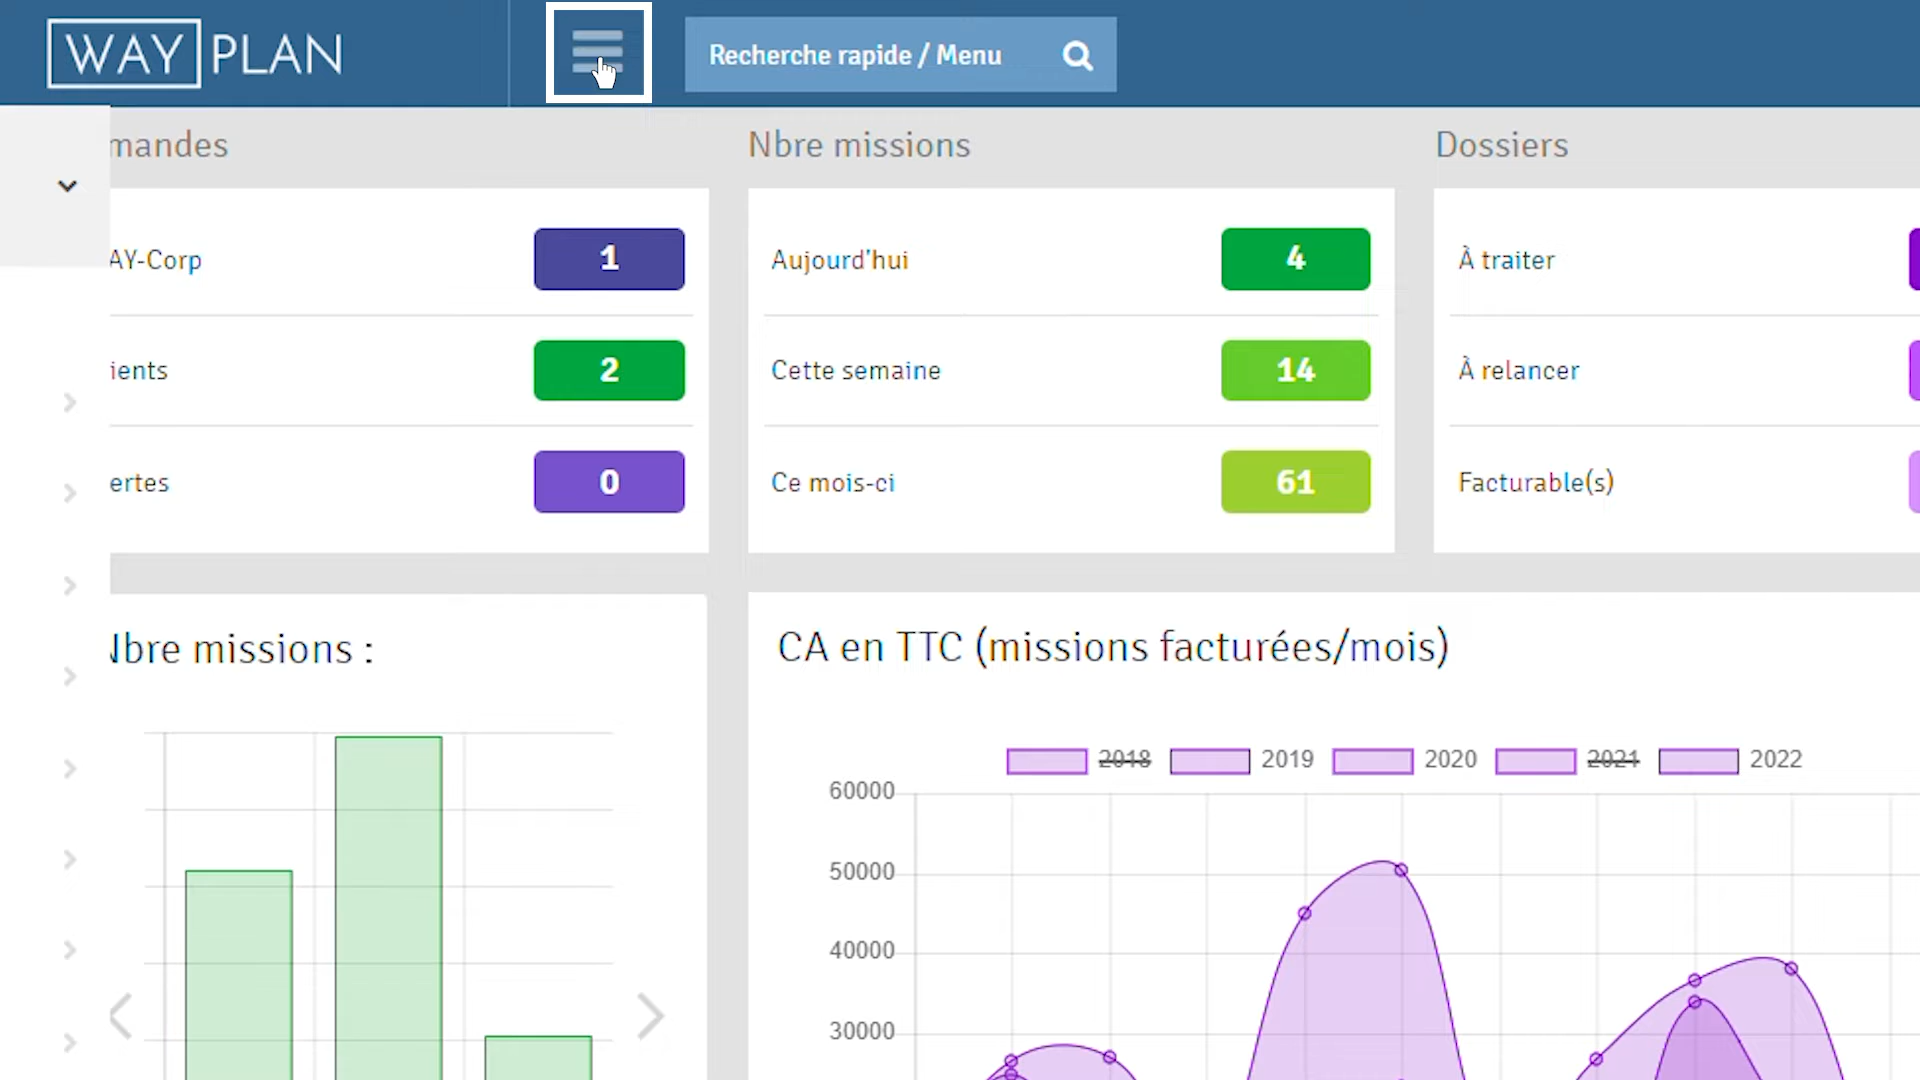 WAY PLAN
Recherche rapide / Menu
mandes
Nbre missions
Dossiers
AY-Corp
1
Aujourd'hui
4
À traiter
ients
2
Cette semaine
14
À relancer
ertes
0
Ce mois-ci
61
Facturable(s)
Nbre missions :
CA en TTC (missions facturées/mois)
2018 2019 2020 2021 2022
60000
50000
40000
30000